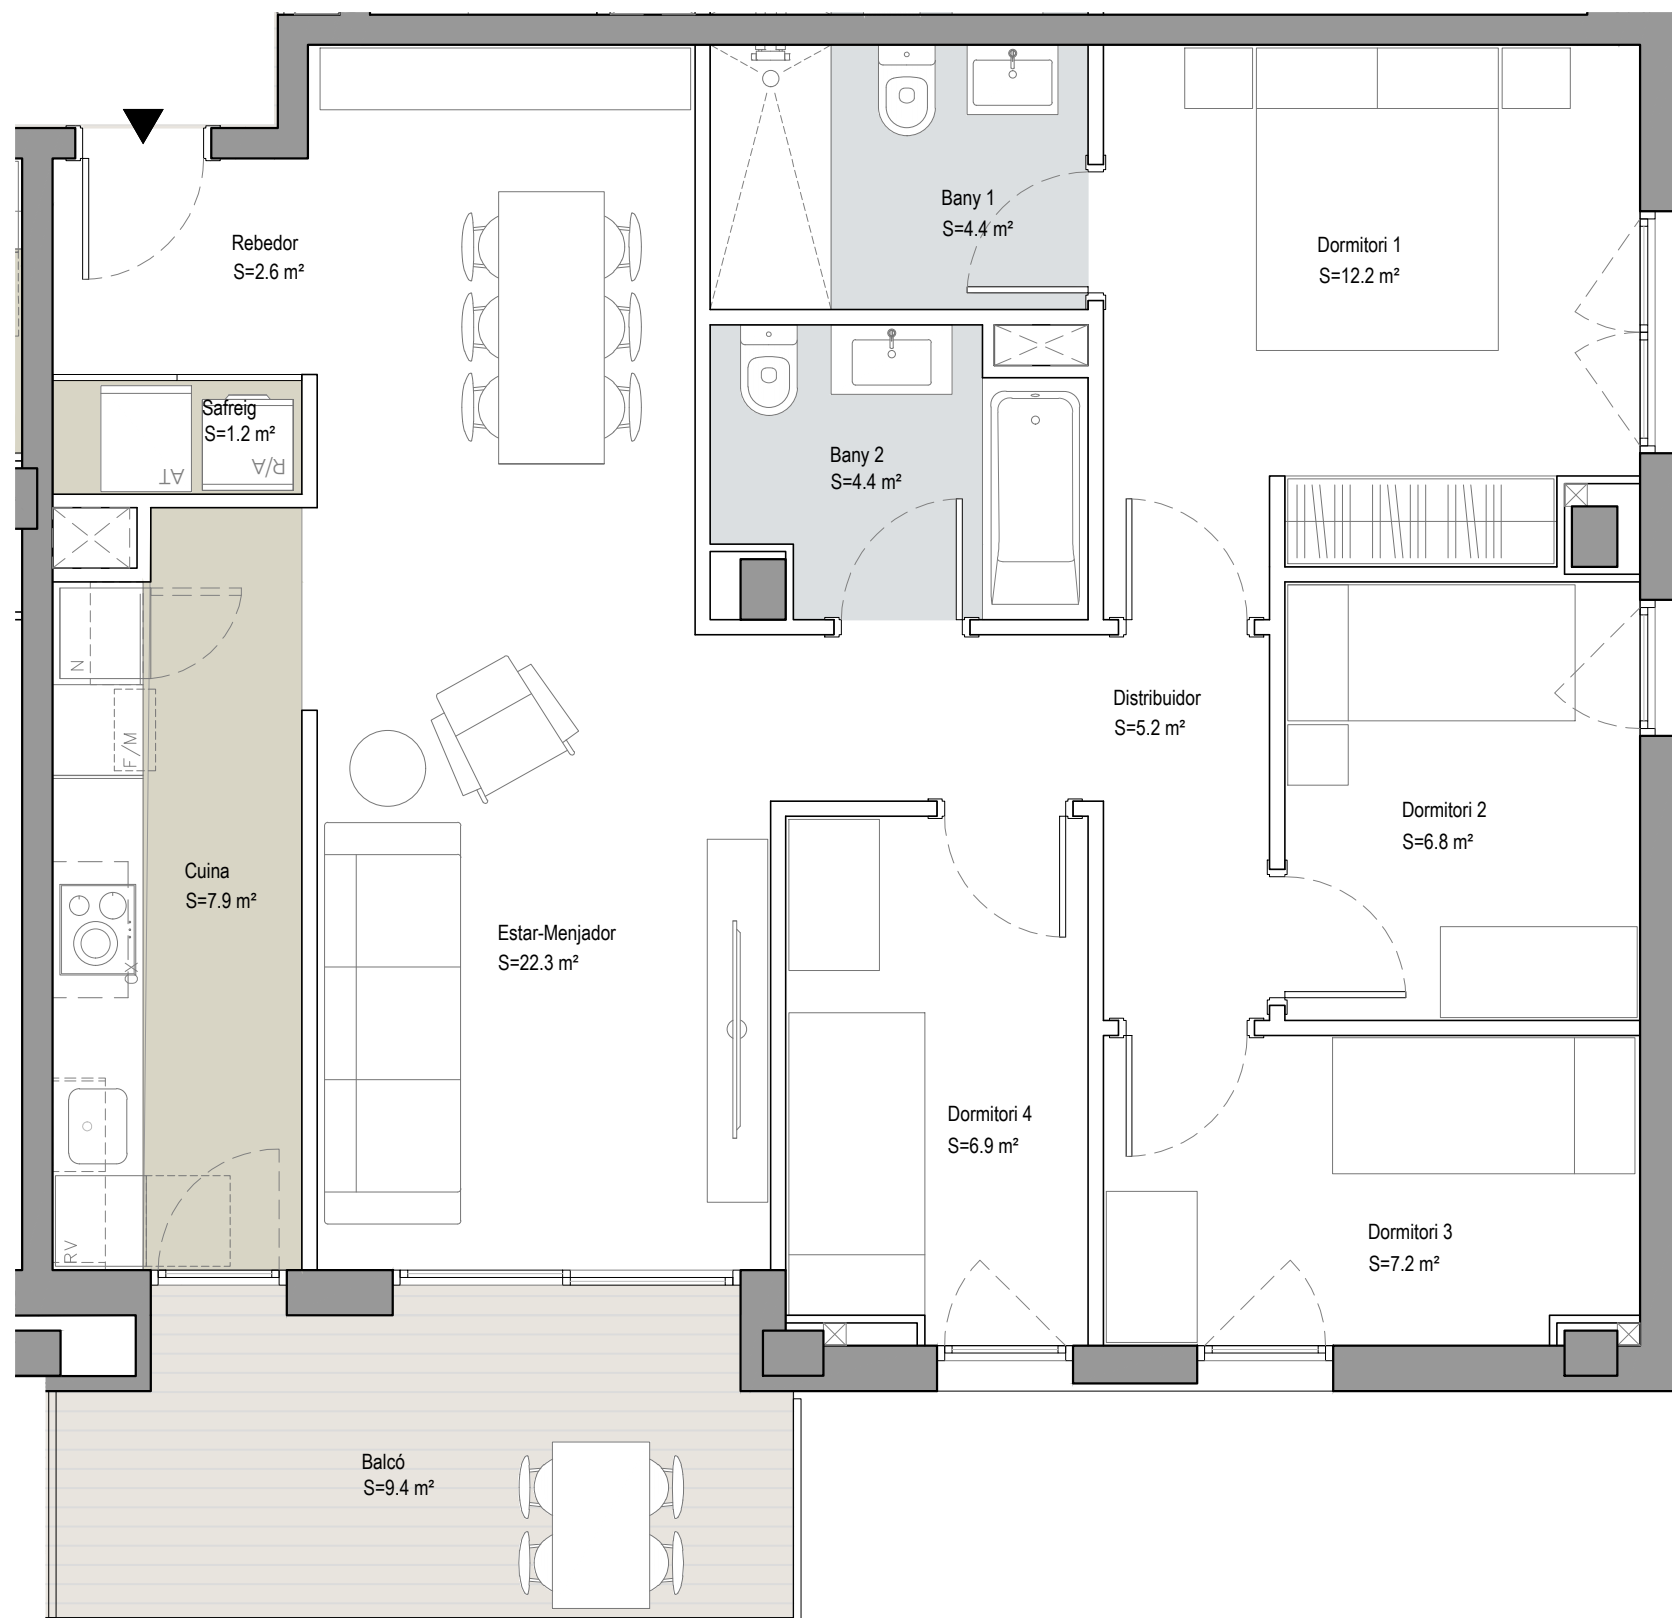 Bany 1
S=4.4 m²
Rebedor
S=2.6 m²
Dormitori 1
S=12.2 m²
Safreig
S=1.2 m²
AT
R/A
Bany 2
S=4.4 m²
N
F/M
Distribuidor
S=5.2 m²
Dormitori 2
S=6.8 m²
Cuina
S=7.9 m²
Estar-Menjador
S=22.3 m²
Dormitori 4
S=6.9 m²
Dormitori 3
S=7.2 m²
RV
Balcó
S=9.4 m²